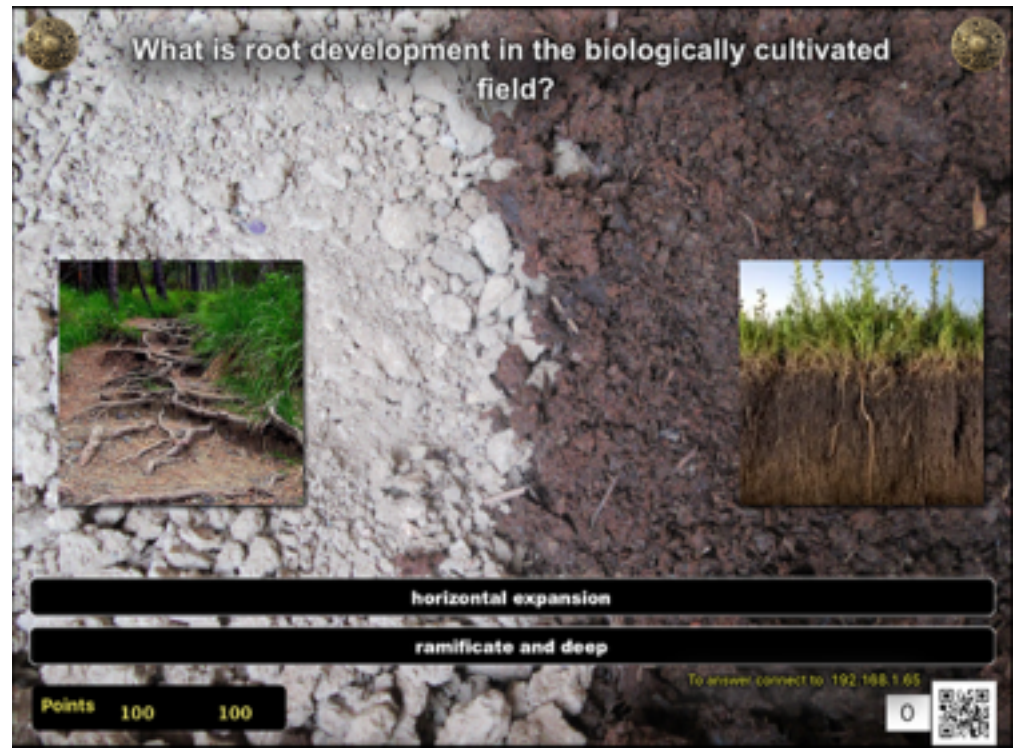 What is root development in the biologically cultivated
field?
horizontal expansion
ramificate and deep
To answer connect to 192.168.1.65
Points 100 100
0